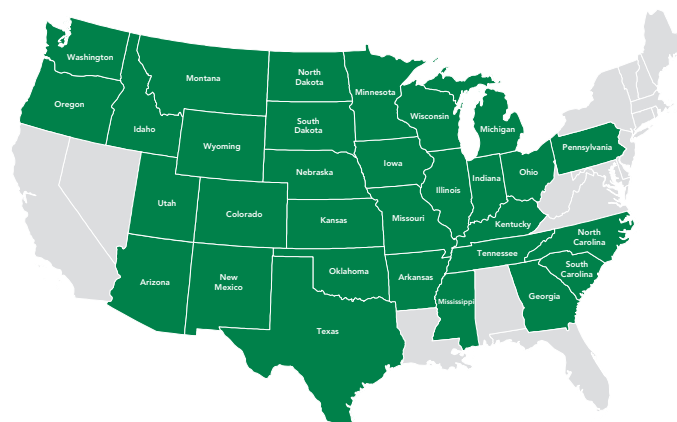 Washington
Montana
North
Dakota
Minnesota
Oregon
Idaho
Wyoming
South
Dakota
Wisconsin
Michigan
Pennsylvania
Nebraska
Iowa
Illinois
Indiana
Ohio
Utah
Colorado
Kansas
Missouri
Kentucky
North
Carolina
Tennessee
Arizona
New
Mexico
Oklahoma
Arkansas
South
Carolina
Mississippi
Georgia
Texas